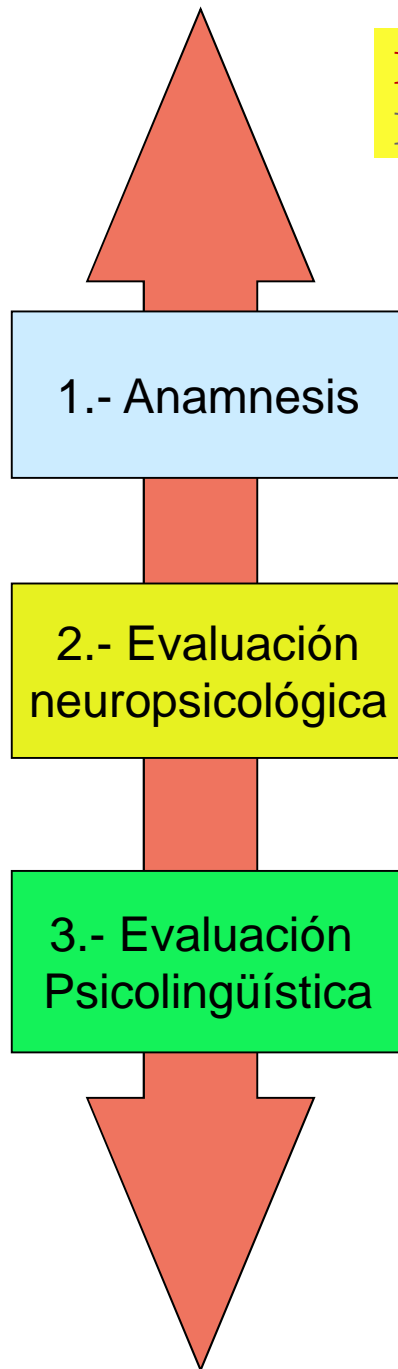 1.- Anamnesis
2.- Evaluación
neuropsicológica
3.- Evaluación
Psicolingüística